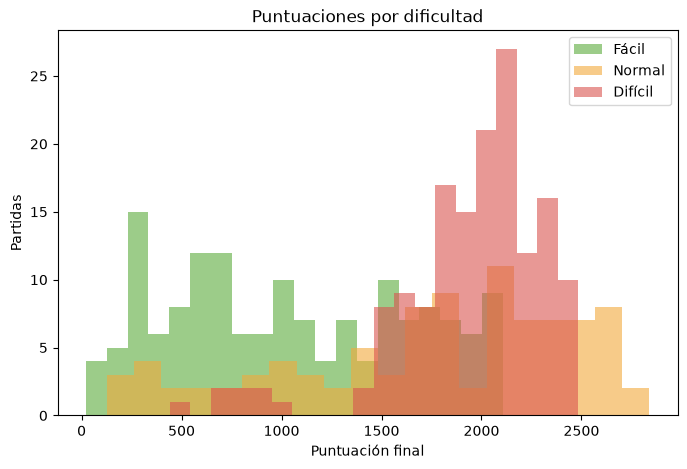 Puntuaciones por dificultad
Fácil
Normal
Difícil
Partidas
25
20
15
10
5
0
0
500
1000
1500
2000
2500
Puntuación final